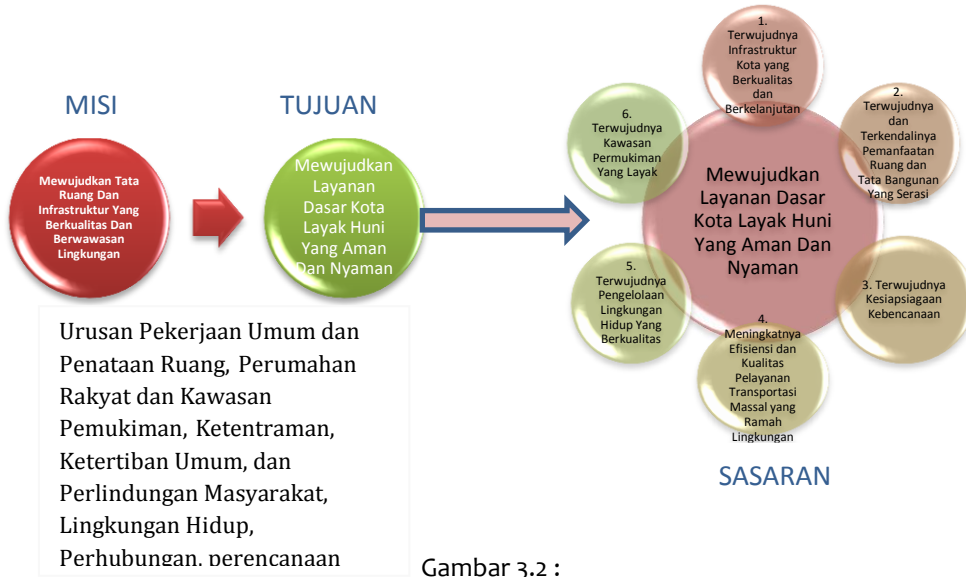 MISI
Mewujudkan Tata
Ruang Dan
Infrastruktur Yang
Berkualitas Dan
Berwawasan
Lingkungan
TUJUAN
Mewujudkan
Layanan
Dasar Kota
Layak Huni
Yang Aman
Dan Nyaman
1.
Terwujudnya
Infrastruktur
Kota yang
Berkualitas
dan
Berkelanjutan
2.
Terwujudnya
dan
Terkendalinya
Pemanfaatan
Ruang dan
Tata Bangunan
Yang Serasi
3. Terwujudnya
Kesiapsiagaan
Kebencanaan
4.
Meningkatnya
Efisiensi dan
Kualitas
Pelayanan
Transportasi
Massal yang
Ramah
Lingkungan
5.
Terwujudnya
Pengelolaan
Lingkungan
Hidup Yang
Berkualitas
6.
Terwujudnya
Kawasan
Permukiman
Yang Layak
Mewujudkan
Layanan Dasar
Kota Layak Huni
Yang Aman Dan
Nyaman
SASARAN
Urusan Pekerjaan Umum dan
Penataan Ruang, Perumahan
Rakyat dan Kawasan
Pemukiman, Ketentraman,
Ketertiban Umum, dan
Perlindungan Masyarakat,
Lingkungan Hidup,
Perhubungan, perencanaan
Gambar 3.2 :